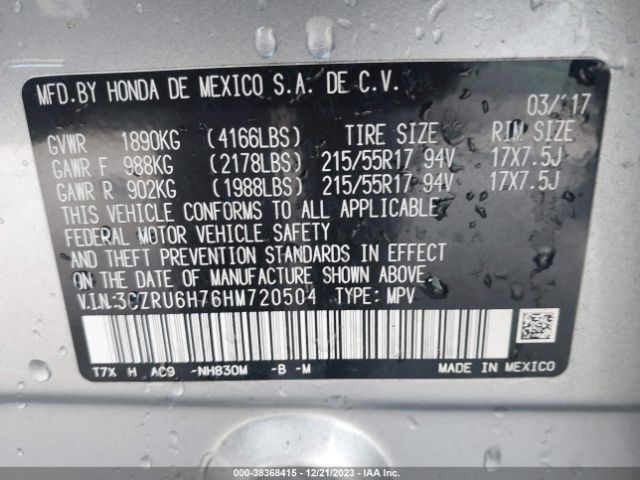 MFD.BY HONDA DE MEXICO S.A. DE C.V.
03/'17
GVWR 1890KG (4166LBS) TIRE SIZE RIM SIZE
GAWR F 988KG (2178LBS) 215/55R17 94V 17X7.5J
GAWR R 902KG (1988LBS) 215/55R17 94V 17X7.5J
THIS VEHICLE CONFORMS TO ALL APPLICABLE
FEDERAL MOTOR VEHICLE SAFETY
AND THEFT PREVENTION STANDARDS IN EFFECT
ON THE DATE OF MANUFACTURE SHOWN ABOVE.
V.I.N:3CZRU6H76HM720504 TYPE: MPV
T7X H AC9 -NH830M -B -M
MADE IN MEXICO
000-38368415 - 12/21/2023 - IAA Inc.